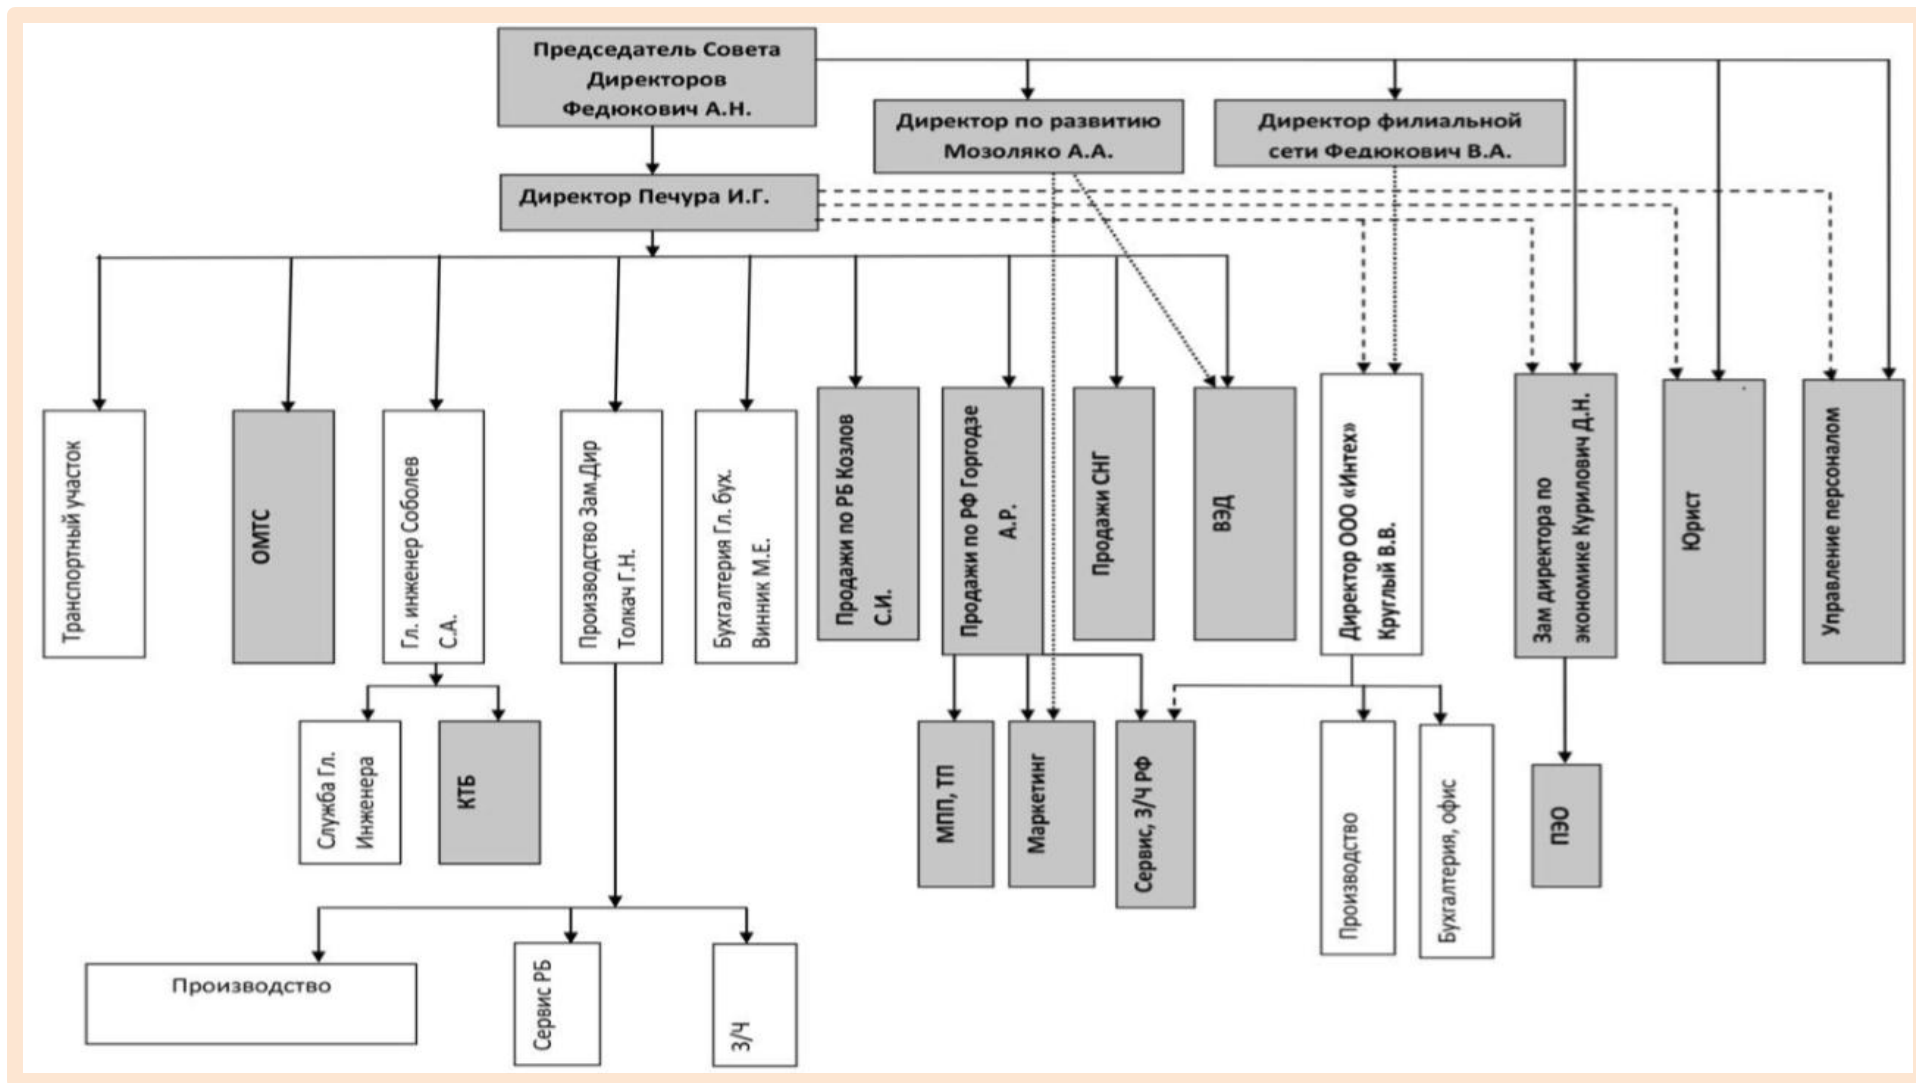 Председатель Совета
Директоров
Федюкович А.Н.
Директор по развитию
Мозоляко А.А.
Директор филиальной
сети Федюкович В.А.
Директор Печура И.Г.
Транспортный участок
ОМТС
Гл. инженер Соболев
С.А.
Производство Зам.Дир
Толкач Г.Н.
Бухгалтерия Гл. бух.
Винник М.Е.
Продажи по РБ Козлов
С.И.
Продажи по РФ Горгодзе
А.Р.
Продажи СНГ
ВЭД
Директор ООО «Интех»
Круглый В.В.
Зам директора по
экономике Курилович Д.Н.
Юрист
Управление персоналом
Служба Гл.
Инженера
КТБ
МПП, ТП
Маркетинг
Сервис, З/Ч РФ
Производство
Бухгалтерия, офис
ПЭО
Производство
Сервис РБ
З/Ч